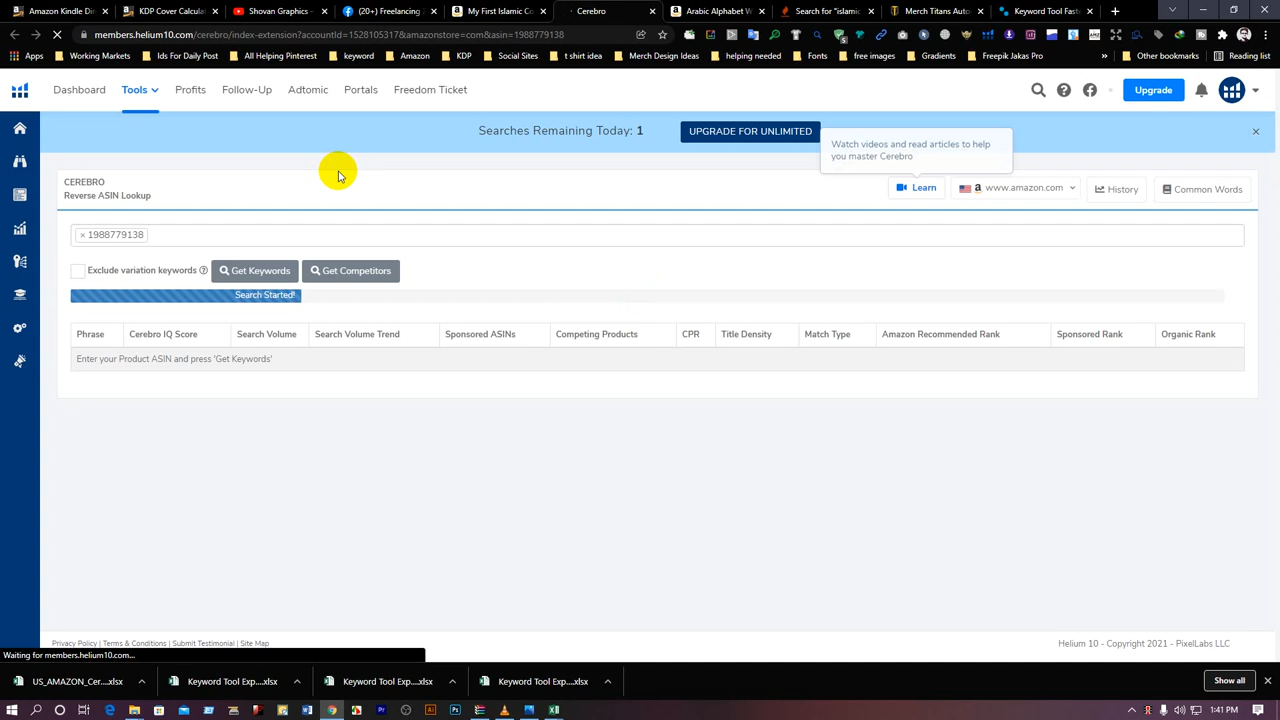 Amazon Kindle Di
KDP Cover Calcula
Shovan Graphics -
(20+) Freelancing
My First Islamic Co
Cerebro
Arabic Alphabet W
Search for "islamic
Merch Titans Auto
Keyword Tool Fast
members.helium10.com/cerebro/index-extension?accountId=1528105317&amazonstore=com&asin=1988779138
Apps
Working Markets
Ids For Daily Post
All Helping Pinterest
keyword
Amazon
KDP
Social Sites
t shirt idea
Merch Design Ideas
helping needed
Fonts
Gradients
Freepik Jakas Pro
»
Other bookmarks
Reading list
Dashboard
Tools
Profits
Follow-Up
Adtomic
Portals
Freedom Ticket
Upgrade
Searches Remaining Today: 1
UPGRADE FOR UNLIMITED
Watch videos and read articles to help
you master Cerebro
CEREBRO
Reverse ASIN Lookup
Learn
www.amazon.com
History
Common Words
× 1988779138
Exclude variation keywords
Get Keywords
Get Competitors
Search Started!
Phrase
Cerebro IQ Score
Search Volume
Search Volume Trend
Sponsored ASINs
Competing Products
CPR
Title Density
Match Type
Amazon Recommended Rank
Sponsored Rank
Organic Rank
Enter your Product ASIN and press 'Get Keywords'
Privacy Policy | Terms & Conditions | Submit Testimonial | Site Map
Helium 10 - Copyright 2021 - PixelLabs LLC
Waiting for members.helium10.com...
US_AMAZON_Cer....xlsx
Keyword Tool Exp....xlsx
Keyword Tool Exp....xlsx
Keyword Tool Exp....xlsx
Show all
1:41 PM